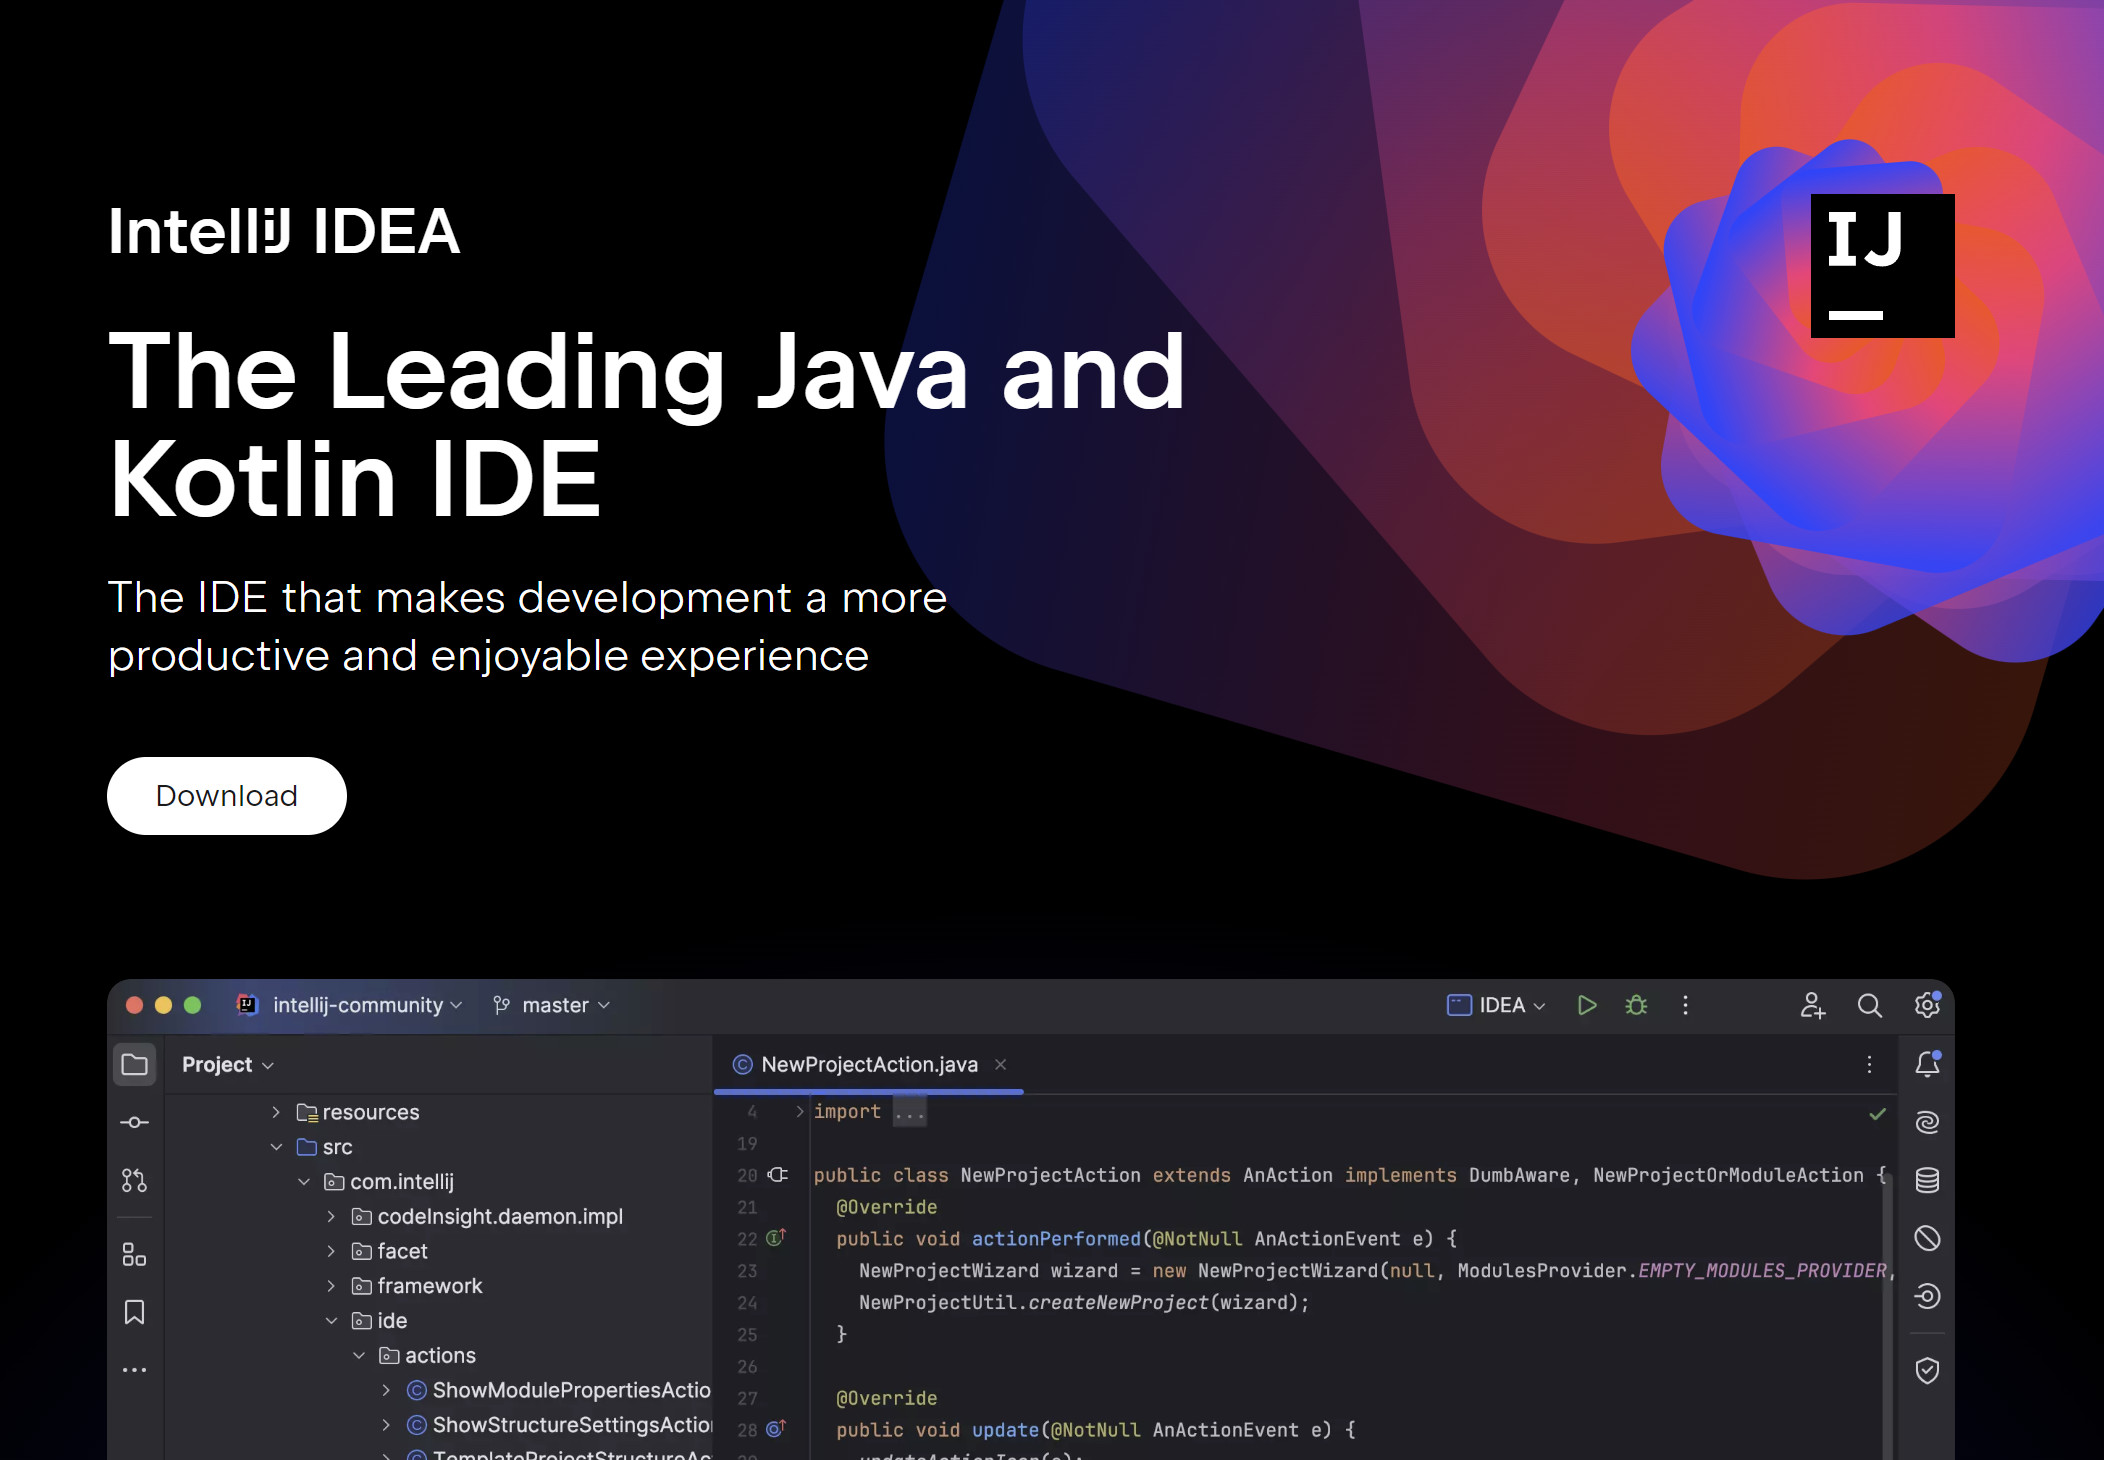 IntelliJ IDEA
IJ
The Leading Java and
Kotlin IDE
The IDE that makes development a more
productive and enjoyable experience
Download
IJ intellij-community master IDEA
Project
NewProjectAction.java
resources
src
com.intellij
codeInsight.daemon.impl
facet
framework
ide
actions
ShowModulePropertiesActio
ShowStructureSettingsActio
TemplateProjectStructureAc
4 import ...
19
20 public class NewProjectAction extends AnAction implements DumbAware, NewProjectOrModuleAction {
21 @Override
22 public void actionPerformed(@NotNull AnActionEvent e) {
23 NewProjectWizard wizard = new NewProjectWizard(null, ModulesProvider.EMPTY_MODULES_PROVIDER,
24 NewProjectUtil.createNewProject(wizard);
25 }
26
27 @Override
28 public void update(@NotNull AnActionEvent e) {
29 updateActionIcon(e);